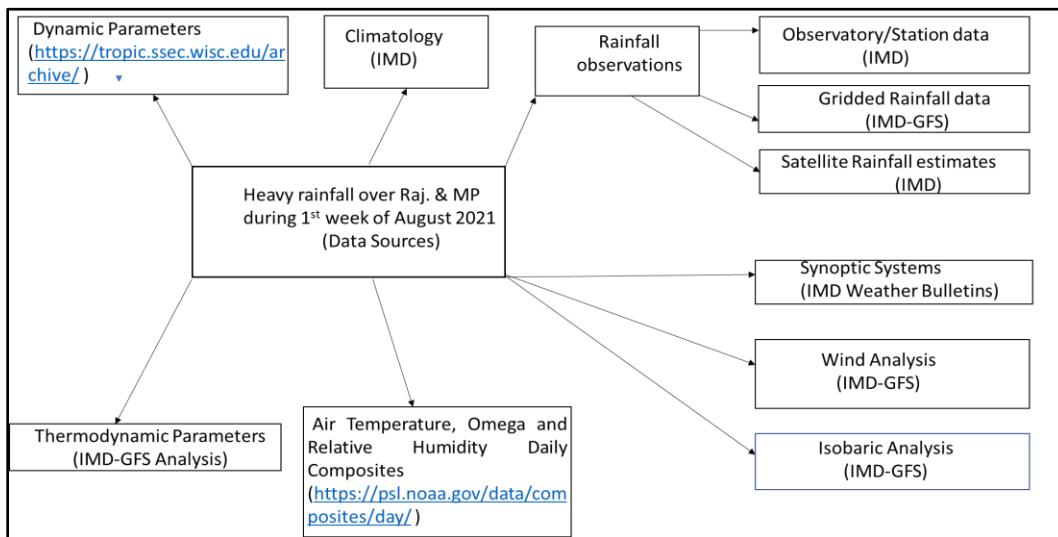 Dynamic Parameters
(https://tropic.ssec.wisc.edu/ar
chive/ )
Climatology
(IMD)
Rainfall
observations
Observatory/Station data
(IMD)
Gridded Rainfall data
(IMD-GFS)
Satellite Rainfall estimates
(IMD)
Heavy rainfall over Raj. & MP
during 1st week of August 2021
(Data Sources)
Synoptic Systems
(IMD Weather Bulletins)
Wind Analysis
(IMD-GFS)
Isobaric Analysis
(IMD-GFS)
Thermodynamic Parameters
(IMD-GFS Analysis)
Air Temperature, Omega and
Relative Humidity Daily
Composites
(https://psl.noaa.gov/data/com
posites/day/ )